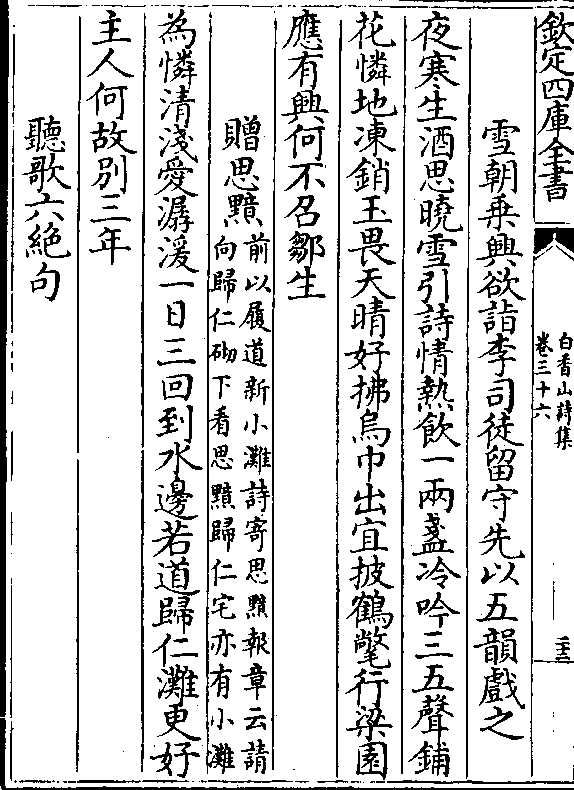 欽定四庫全書
白香山詩集
卷三十六
二十三
雪朝乗興欲詣李司徒留守先以五韻戲之
夜寒生酒思曉雪引詩情熱飲一兩盞冷吟三五聲鋪
花憐地凍銷玉畏天晴好拂烏巾出宜披鶴氅行梁園
應有興何不召鄒生
贈思黯前以履道新小灘詩寄思黯報章云請
向歸仁砌下看思黯歸仁宅亦有小灘
為憐清淺愛潺湲一日三回到水邊若道歸仁灘更好
主人何故別三年
聽歌六絶句